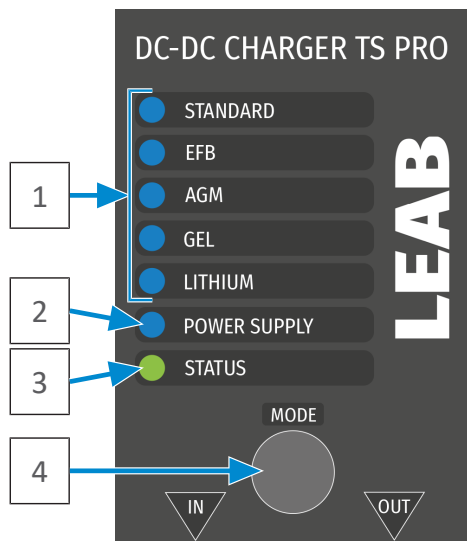 DC-DC CHARGER TS PRO
STANDARD
EFB
AGM
GEL
LITHIUM
POWER SUPPLY
STATUS
LEAB
1
2
3
4
MODE
IN
OUT